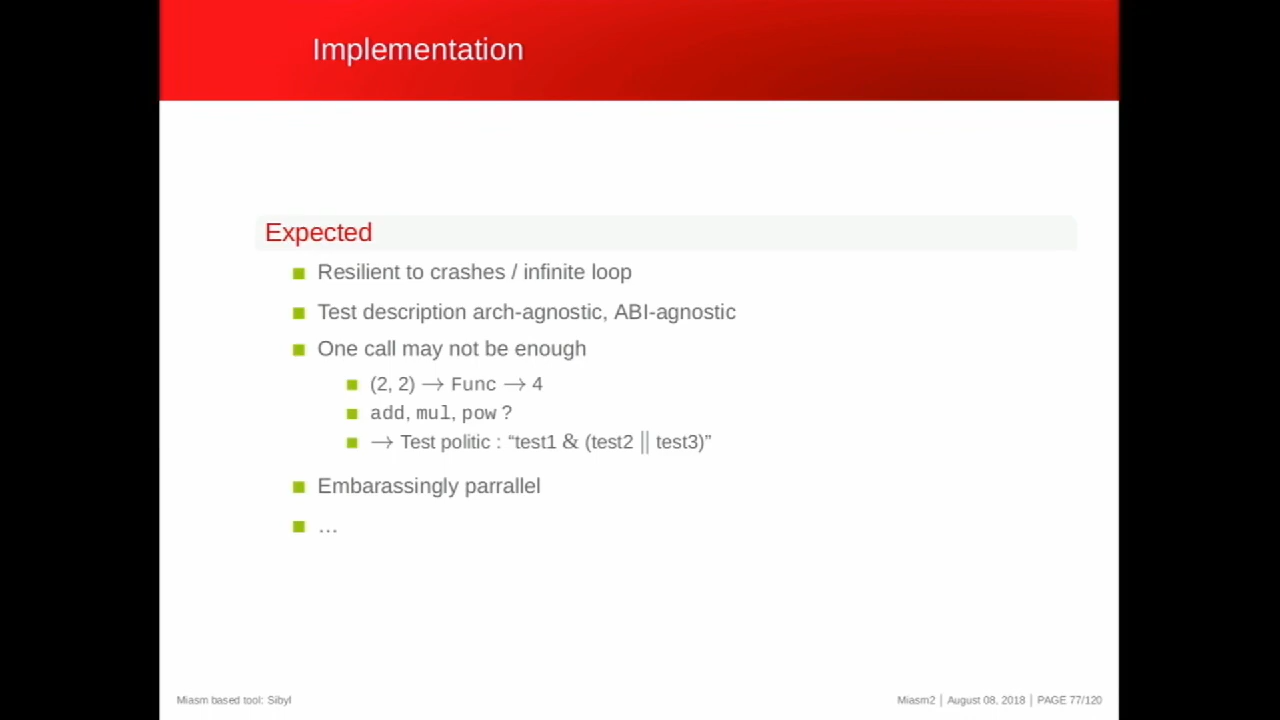 Implementation
Expected
Resilient to crashes / infinite loop
Test description arch-agnostic, ABI-agnostic
One call may not be enough
(2, 2) → Func → 4
add, mul, pow ?
→ Test politic : “test1 & (test2 || test3)”
Embarassingly parrallel
...
Miasm based tool: Sibyl
Miasm2 | August 08, 2018 | PAGE 77/120